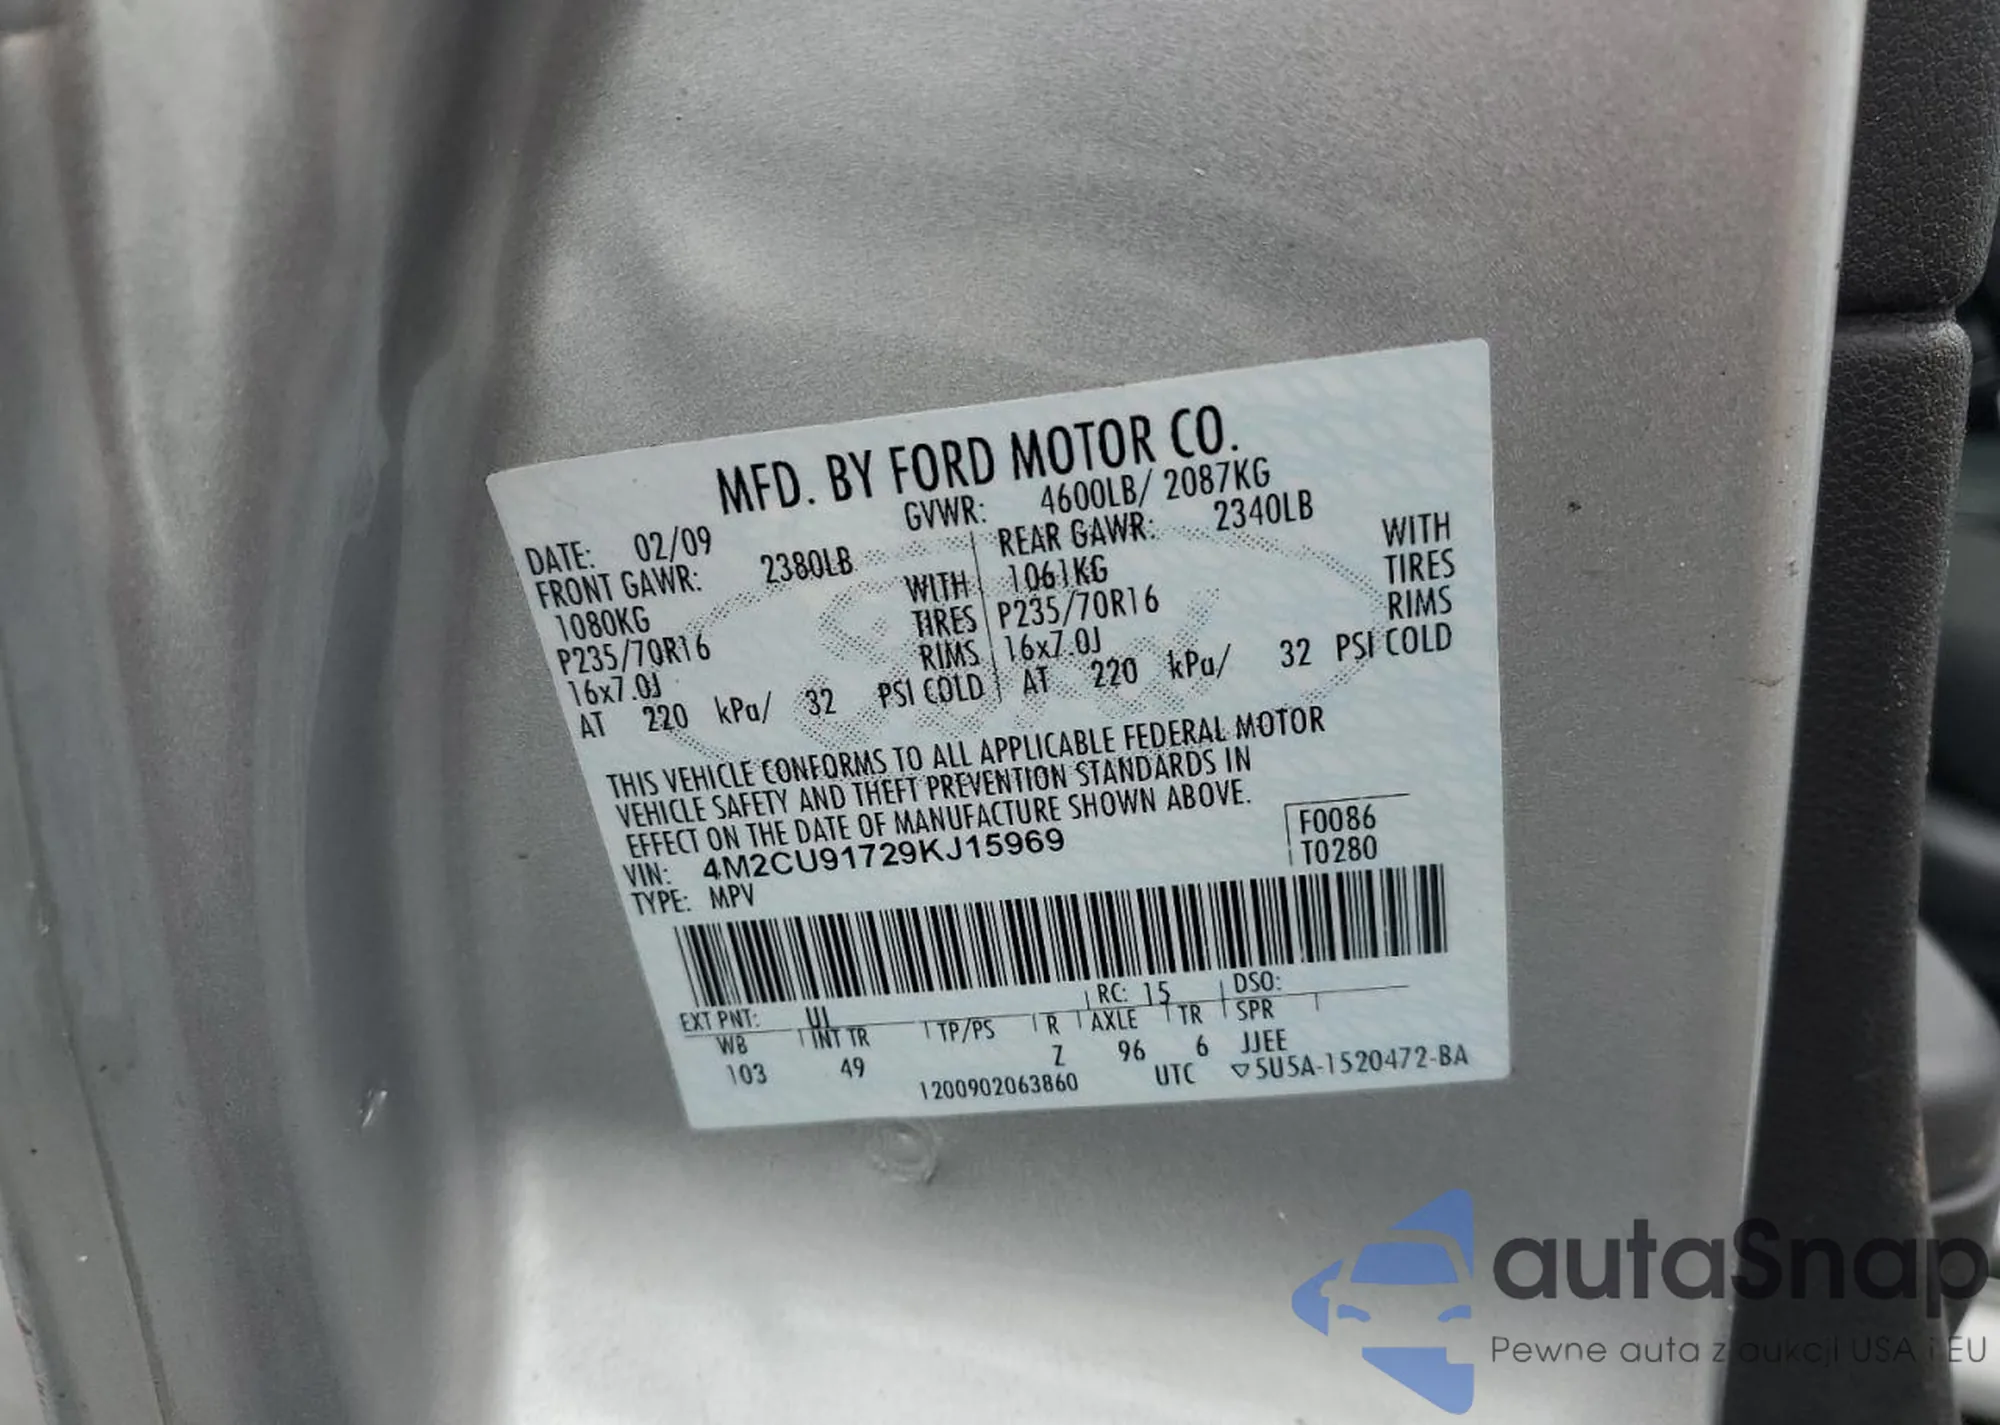 MFD. BY FORD MOTOR CO.
DATE: 02/09 GVWR: 4600LB/ 2087KG
FRONT GAWR: 2380LB REAR GAWR: 2340LB
1080KG WITH 1061KG WITH
P235/70R16 TIRES P235/70R16 TIRES
16x7.0J RIMS 16x7.0J RIMS
AT 220 kPa/ 32 PSI COLD AT 220 kPa/ 32 PSI COLD
THIS VEHICLE CONFORMS TO ALL APPLICABLE FEDERAL MOTOR
VEHICLE SAFETY AND THEFT PREVENTION STANDARDS IN
EFFECT ON THE DATE OF MANUFACTURE SHOWN ABOVE.
VIN: 4M2CU91729KJ15969 F0086
TYPE: MPV T0280
EXT PNT: UJ RC: 15 DSO:
WB INT TR TP/PS R AXLE TR SPR
103 49 Z 96 6 JJEE
1200902063860 UTC ▽5U5A-1520472-BA
autaSnap
Pewne auta z aukcji USA i EU